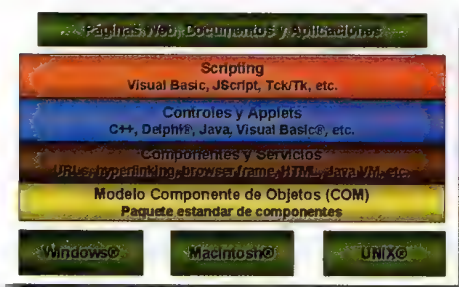 Páginas Web, Documentos y Aplicaciones
Scripting
Visual Basic, JScript, Tck/Tk, etc.
Controles y Applets
C++, Delphi®, Java, Visual Basic®, etc.
Componentes y Servicios
URLs, hyperlinking, browser frame, HTML, Java VM, etc.
Modelo Componente de Objetos (COM)
Paquete estandar de componentes
Windows® Macintosh® UNIX®